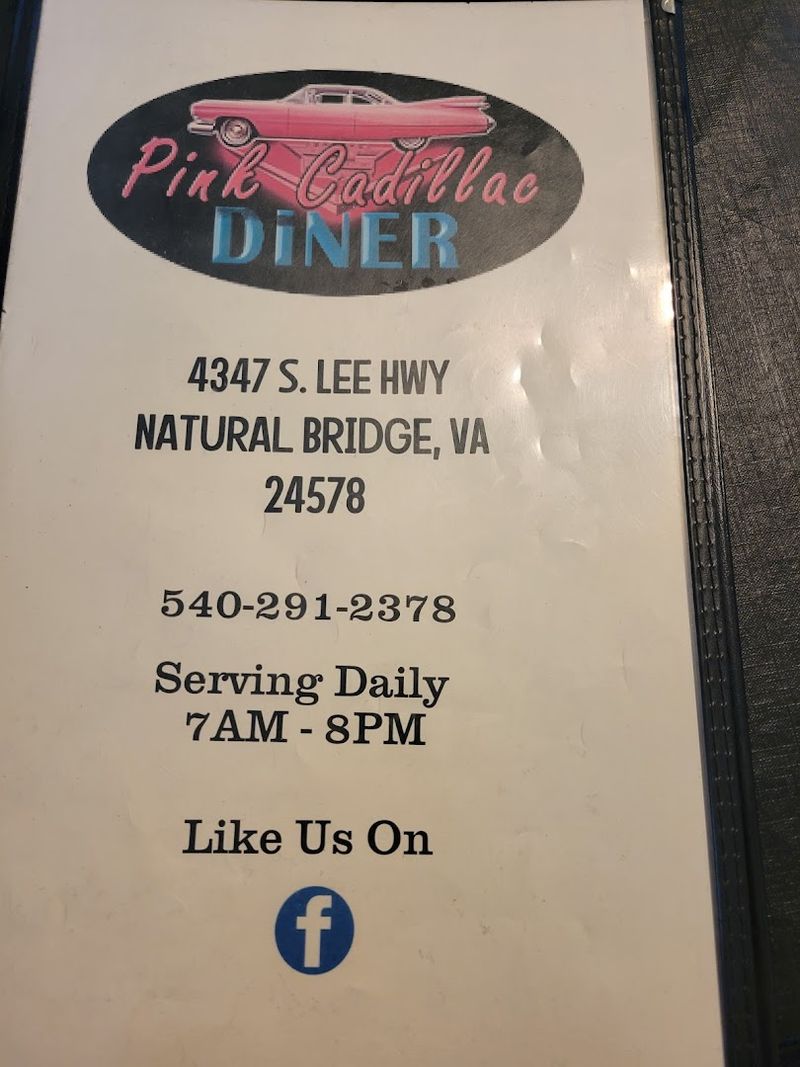 Pink Cadillac
DiNER
4347 S. LEE HWY
NATURAL BRIDGE, VA
24578
540-291-2378
Serving Daily
7AM - 8PM
Like Us On
f